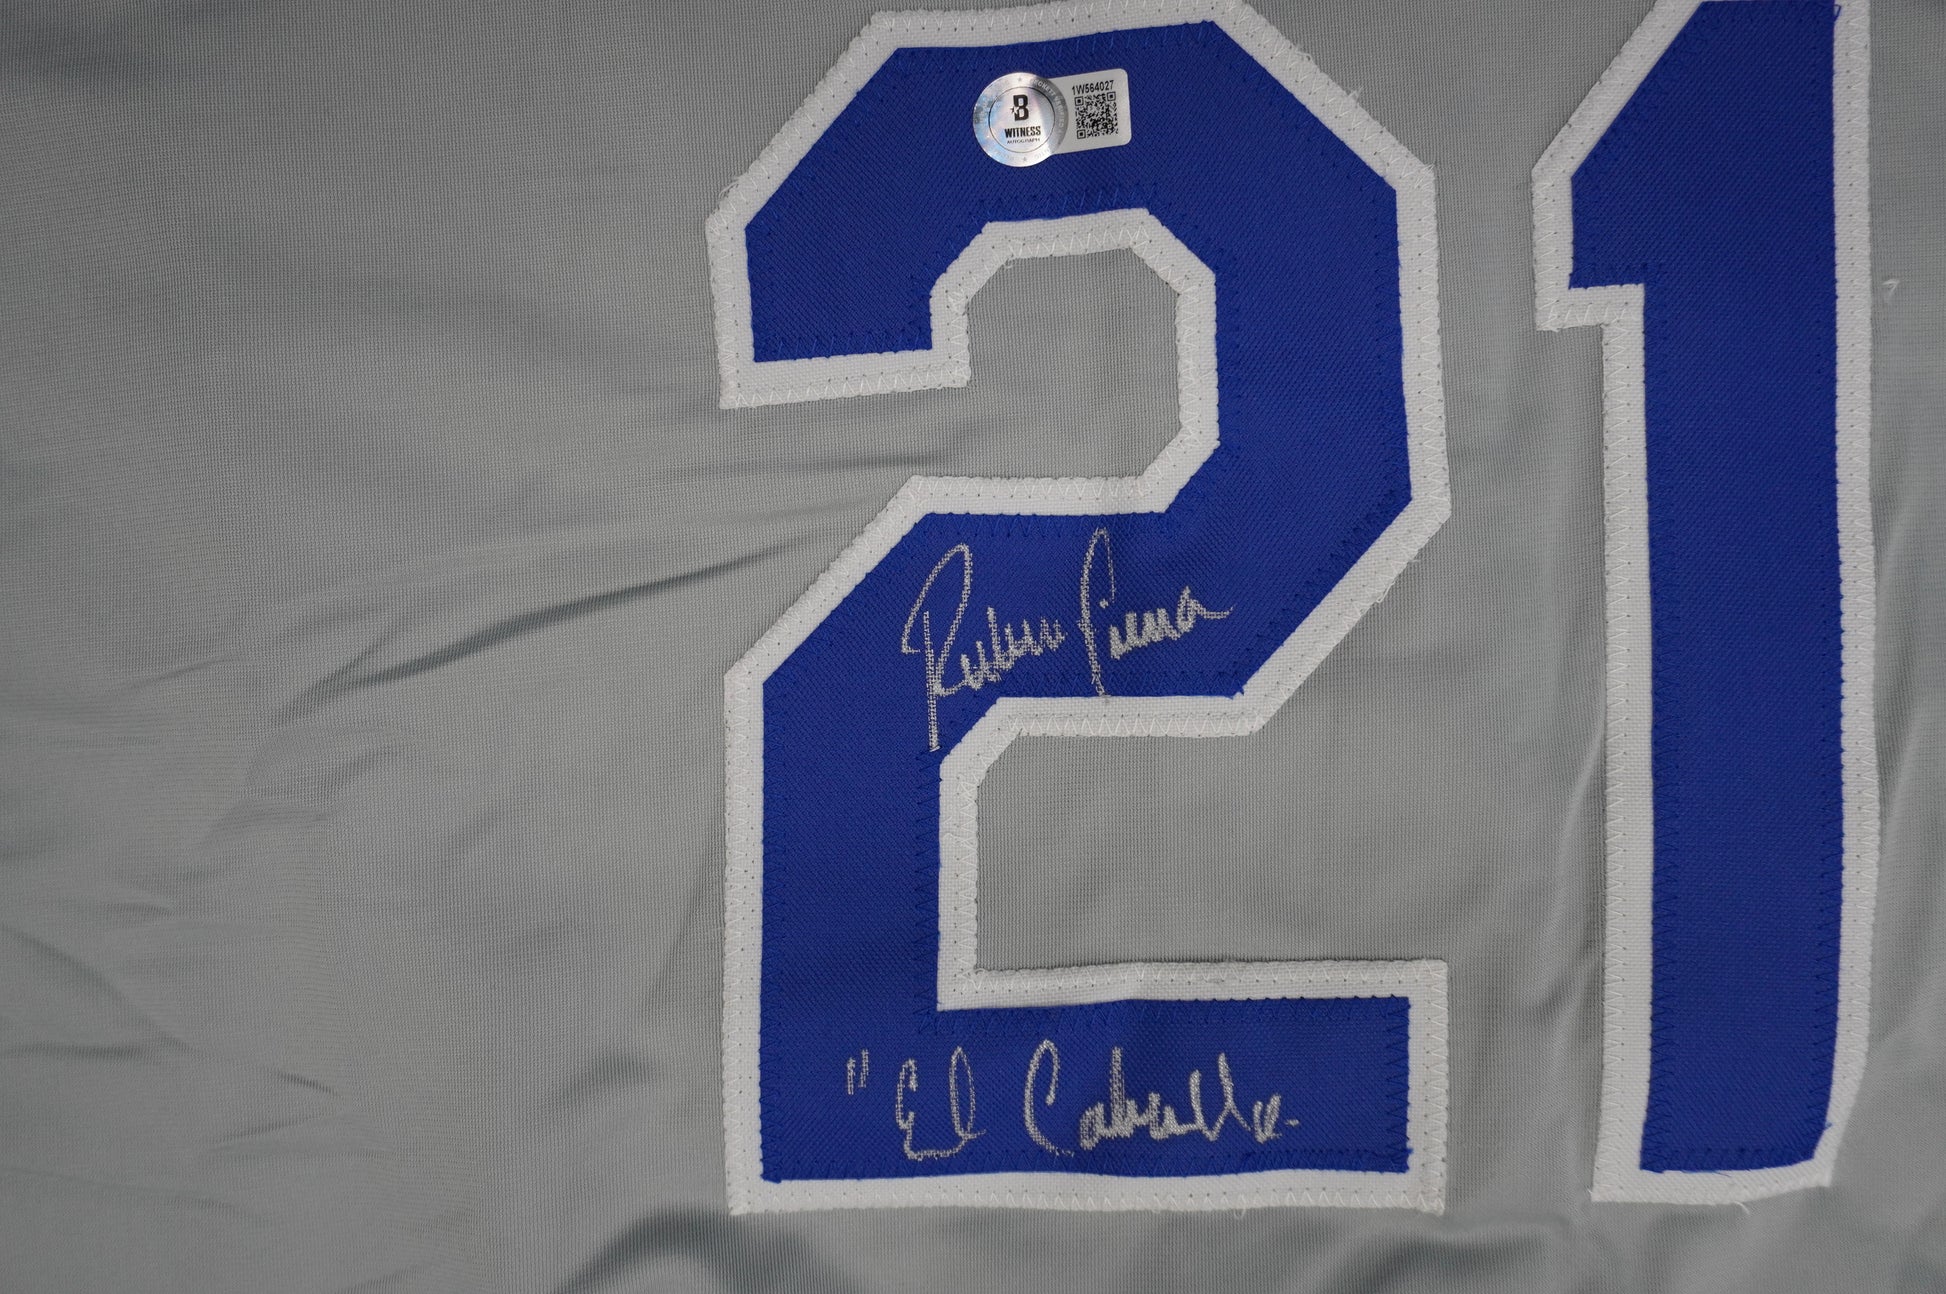 1W564027
B
WITNESS
AUTOGRAPH
21
Ruben Sierra
"El Caballo